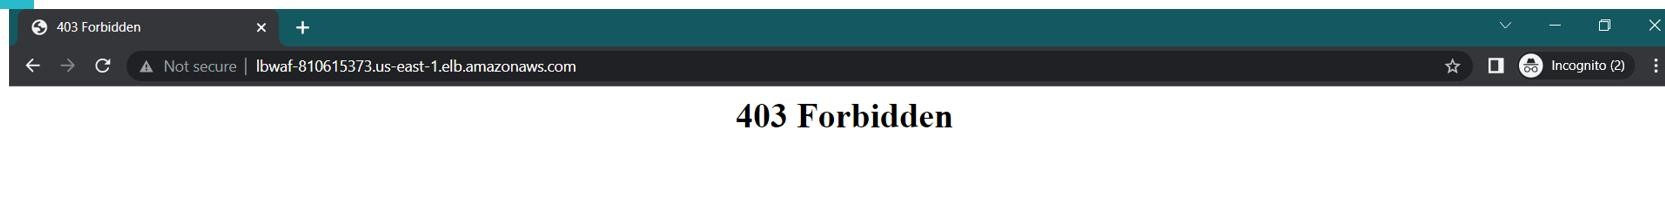 403 Forbidden
Not secure | lbwaf-810615373.us-east-1.elb.amazonaws.com
Incognito (2)
403 Forbidden